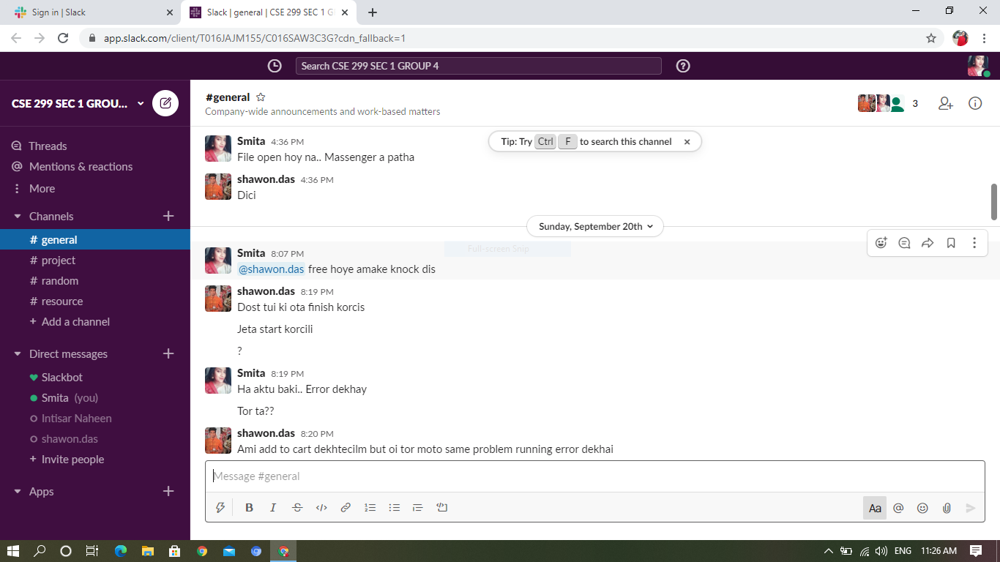 Sign in | Slack
Slack | general | CSE 299 SEC 1 G
app.slack.com/client/T016JAJM155/C016SAW3C3G?cdn_fallback=1
Search CSE 299 SEC 1 GROUP 4
CSE 299 SEC 1 GROU...
Threads
Mentions & reactions
More
Channels
# general
# project
# random
# resource
+ Add a channel
Direct messages
Slackbot
Smita (you)
Intisar Naheen
shawon.das
+ Invite people
Apps
#general
Company-wide announcements and work-based matters
3
Tip: Try Ctrl F to search this channel
Smita 4:36 PM
File open hoy na.. Massenger a patha
shawon.das 4:36 PM
Dici
Sunday, September 20th
Full-screen Snip
Smita 8:07 PM
@shawon.das free hoye amake knock dis
shawon.das 8:19 PM
Dost tui ki ota finish korcis
Jeta start korcili
?
Smita 8:19 PM
Ha aktu baki.. Error dekhay
Tor ta??
shawon.das 8:20 PM
Ami add to cart dekhtecilm but oi tor moto same problem running error dekhai
Message #general
B I S
Aa @
ENG 11:26 AM